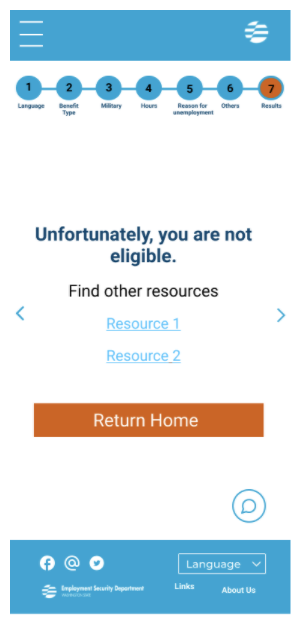 1 2 3 4 5 6 7
Language Benefit Military Hours Reason for Others Results
Type unemployment
Unfortunately, you are not
eligible.
Find other resources
Resource 1
Resource 2
Return Home
Language
Employment Security Department
Links About Us